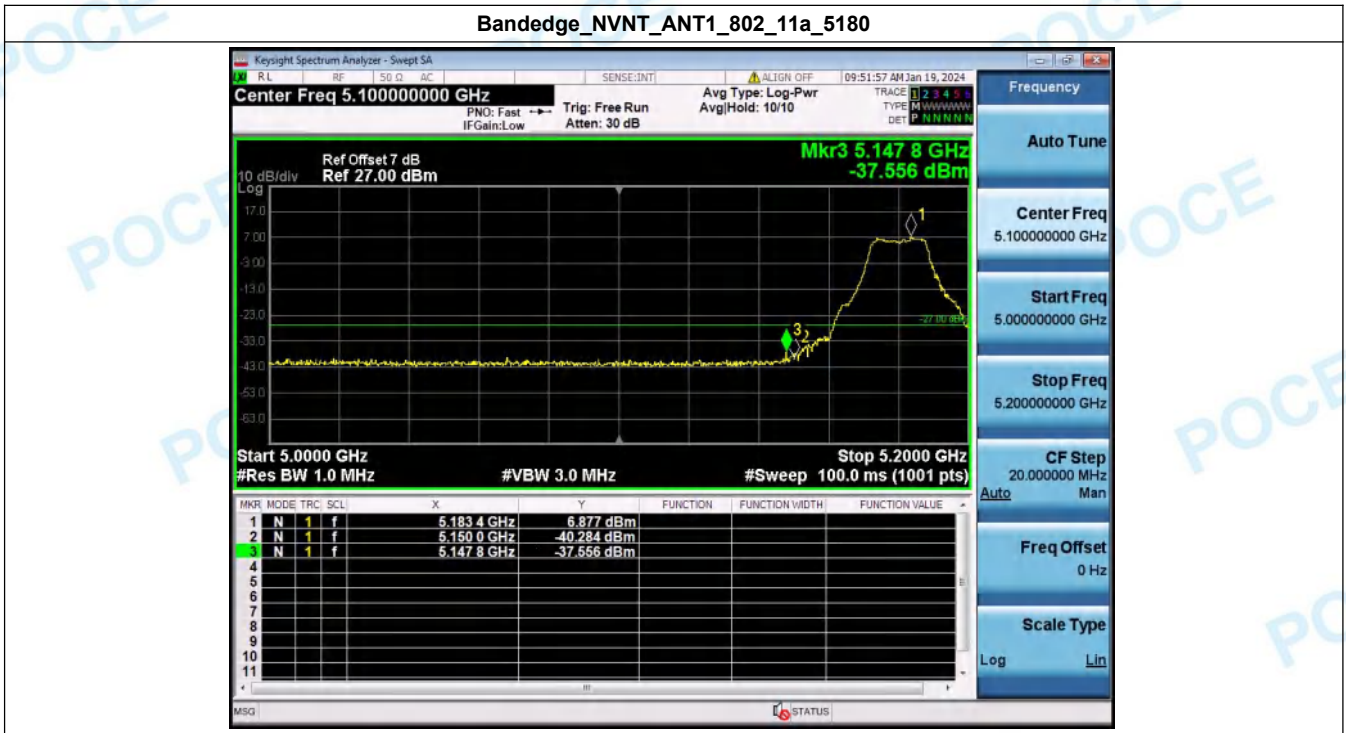 Bandedge_NVNT_ANT1_802_11a_5180
Keysight Spectrum Analyzer - Swept SA
RL RF 50 Ω AC SENSE:INT ALIGN OFF 09:51:57 AM Jan 19, 2024
Center Freq 5.100000000 GHz
PNO: Fast
IFGain:Low
Trig: Free Run
Atten: 30 dB
Avg Type: Log-Pwr
Avg|Hold: 10/10
TRACE 1 2 3 4 5 6
TYPE M WWWWW
DET P N N N N N
Mkr3 5.147 8 GHz
-37.556 dBm
Ref Offset 7 dB
10 dB/div Ref 27.00 dBm
Log
17.0
7.00
-3.00
-13.0
-23.0
-33.0
-43.0
-53.0
-63.0
-27.00 dBm
1
3
2
Start 5.0000 GHz Stop 5.2000 GHz
#Res BW 1.0 MHz #VBW 3.0 MHz #Sweep 100.0 ms (1001 pts)
MKR MODE TRC SCL X Y FUNCTION FUNCTION WIDTH FUNCTION VALUE
1 N 1 f 5.183 4 GHz 6.877 dBm
2 N 1 f 5.150 0 GHz -40.284 dBm
3 N 1 f 5.147 8 GHz -37.556 dBm
4
5
6
7
8
9
10
11
MSG STATUS
Frequency
Auto Tune
Center Freq
5.100000000 GHz
Start Freq
5.000000000 GHz
Stop Freq
5.200000000 GHz
CF Step
20.000000 MHz
Auto Man
Freq Offset
0 Hz
Scale Type
Log Lin
POCE
POCE
POCE
POCE
POCE